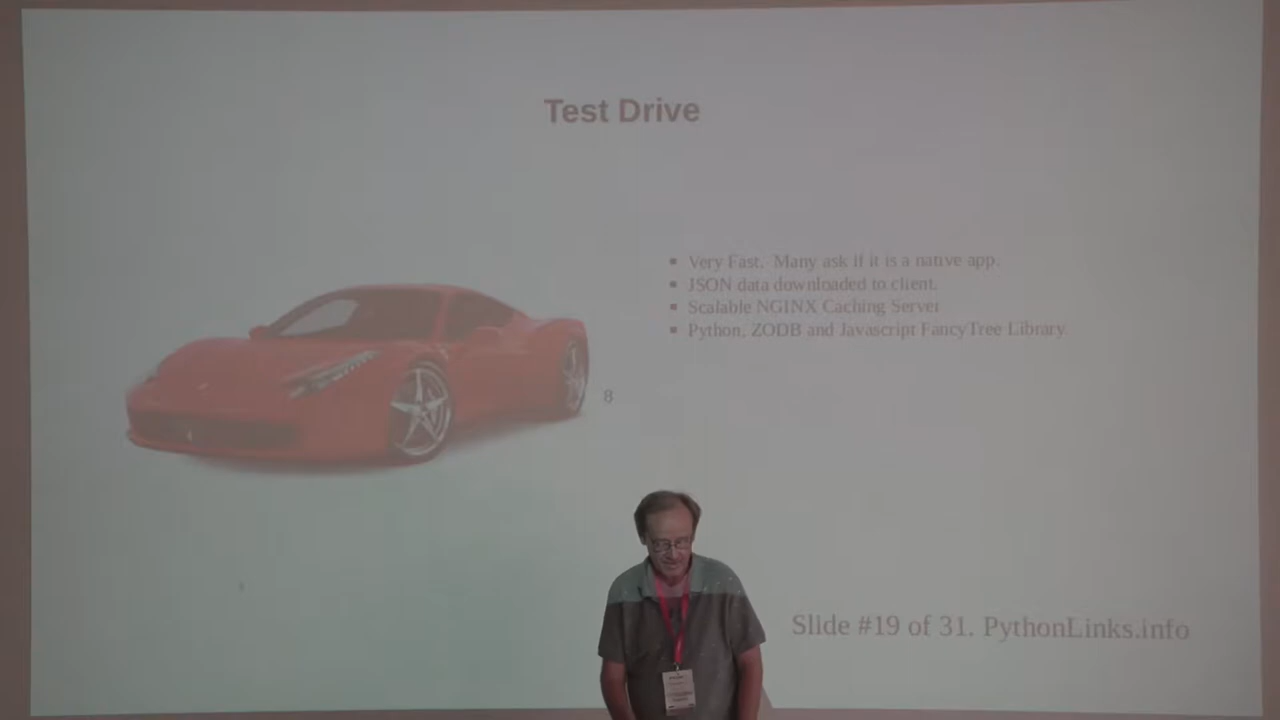 Test Drive
Very Fast. Many ask if it is a native app.
JSON data downloaded to client.
Scalable NGINX Caching Server
Python, ZODB and Javascript FancyTree Library.
8
Slide #19 of 31. PythonLinks.info